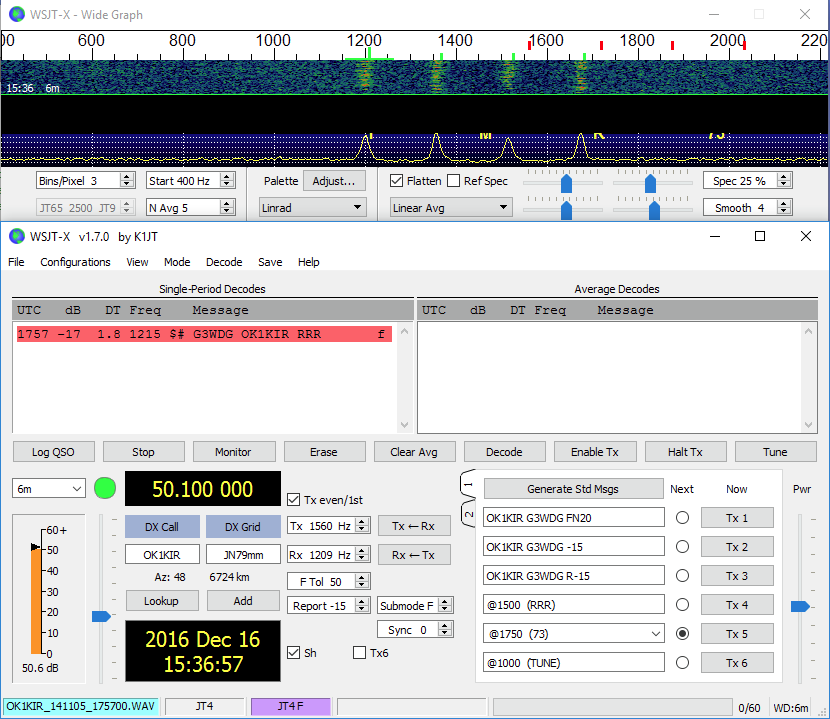 WSJT-X - Wide Graph
00 600 800 1000 1200 1400 1600 1800 2000 220
15:36 6m
T M R 73
Bins/Pixel 3 Start 400 Hz Palette Adjust... Flatten Ref Spec Spec 25 %
JT65 2500 JT9 N Avg 5 Linrad Linear Avg Smooth 4
WSJT-X v1.7.0 by K1JT
File Configurations View Mode Decode Save Help
Single-Period Decodes Average Decodes
UTC dB DT Freq Message UTC dB DT Freq Message
1757 -17 1.8 1215 $# G3WDG OK1KIR RRR f
Log QSO Stop Monitor Erase Clear Avg Decode Enable Tx Halt Tx Tune
6m 50.100 000 Tx even/1st
1 Generate Std Msgs Next Now Pwr
2
DX Call DX Grid Tx 1560 Hz Tx ← Rx OK1KIR G3WDG FN20 Tx 1
OK1KIR JN79mm Rx 1209 Hz Rx ← Tx OK1KIR G3WDG -15 Tx 2
Az: 48 6724 km F Tol 50 OK1KIR G3WDG R-15 Tx 3
Lookup Add Report -15 Submode F @1500 (RRR) Tx 4
Sync 0 @1750 (73) Tx 5
2016 Dec 16
15:36:57 Sh Tx6 @1000 (TUNE) Tx 6
60+
50
40
30
20
10
0
50.6 dB
OK1KIR_141105_175700.WAV JT4 JT4 F 0/60 WD:6m